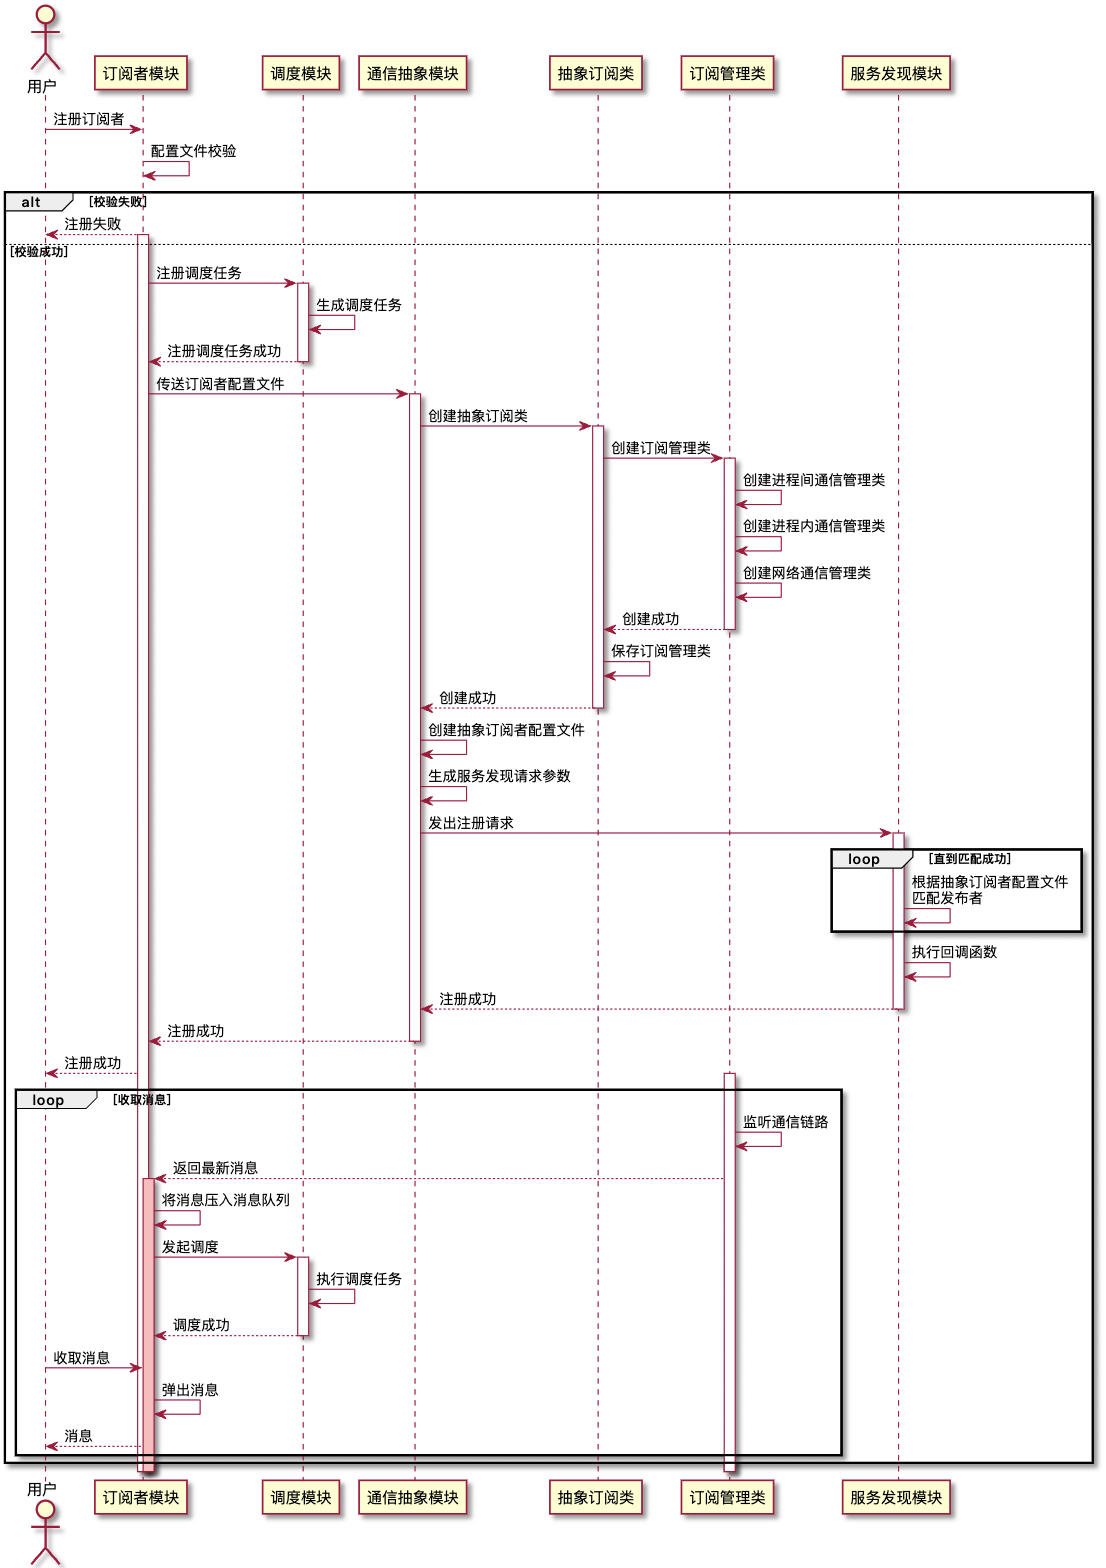 用户
订阅者模块
调度模块
通信抽象模块
抽象订阅类
订阅管理类
服务发现模块
注册订阅者
配置文件校验
alt
[校验失败]
注册失败
[校验成功]
注册调度任务
生成调度任务
注册调度任务成功
传送订阅者配置文件
创建抽象订阅类
创建订阅管理类
创建进程间通信管理类
创建进程内通信管理类
创建网络通信管理类
创建成功
保存订阅管理类
创建成功
创建抽象订阅者配置文件
生成服务发现请求参数
发出注册请求
loop
[直到匹配成功]
根据抽象订阅者配置文件
匹配发布者
执行回调函数
注册成功
注册成功
注册成功
loop
[收取消息]
监听通信链路
返回最新消息
将消息压入消息队列
发起调度
执行调度任务
调度成功
收取消息
弹出消息
消息
用户
订阅者模块
调度模块
通信抽象模块
抽象订阅类
订阅管理类
服务发现模块